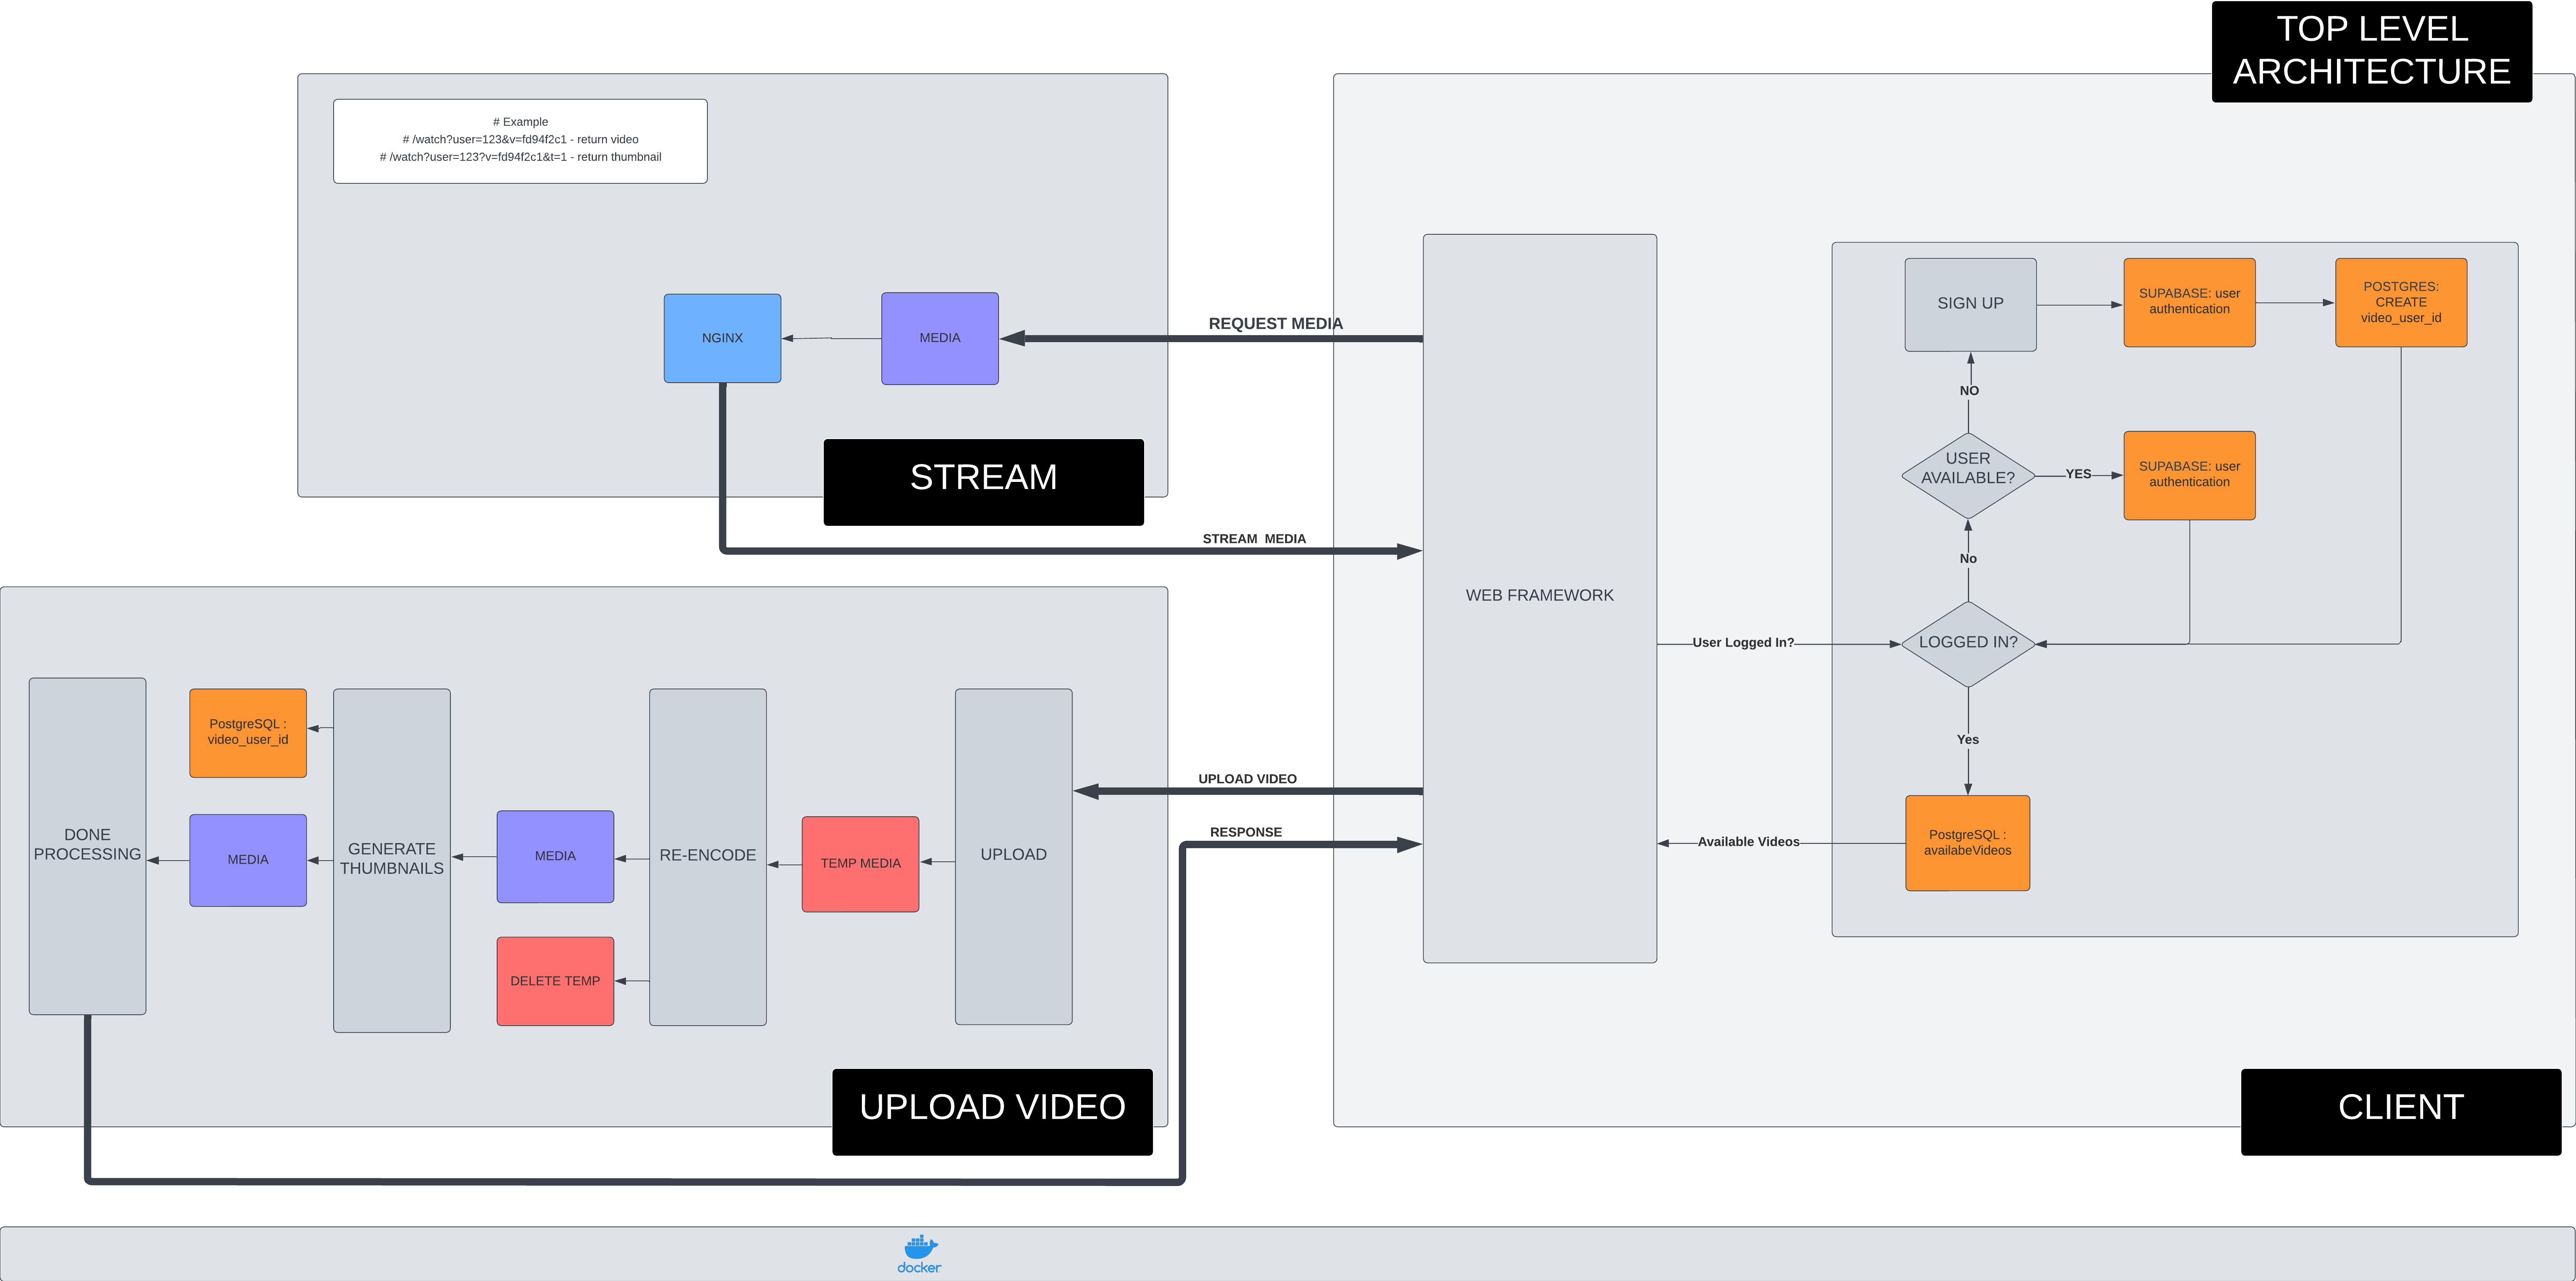 TOP LEVEL
ARCHITECTURE
# Example
# /watch?user=123&v=fd94f2c1 - return video
# /watch?user=123?v=fd94f2c1&t=1 - return thumbnail
NGINX
MEDIA
REQUEST MEDIA
STREAM
STREAM  MEDIA
WEB FRAMEWORK
SIGN UP
SUPABASE: user
authentication
POSTGRES:
CREATE
video_user_id
NO
USER
AVAILABLE?
YES
SUPABASE: user
authentication
No
User Logged In?
LOGGED IN?
Yes
PostgreSQL :
availabeVideos
Available Videos
DONE
PROCESSING
PostgreSQL :
video_user_id
MEDIA
GENERATE
THUMBNAILS
MEDIA
DELETE TEMP
RE-ENCODE
TEMP MEDIA
UPLOAD
UPLOAD VIDEO
RESPONSE
UPLOAD VIDEO
CLIENT
docker